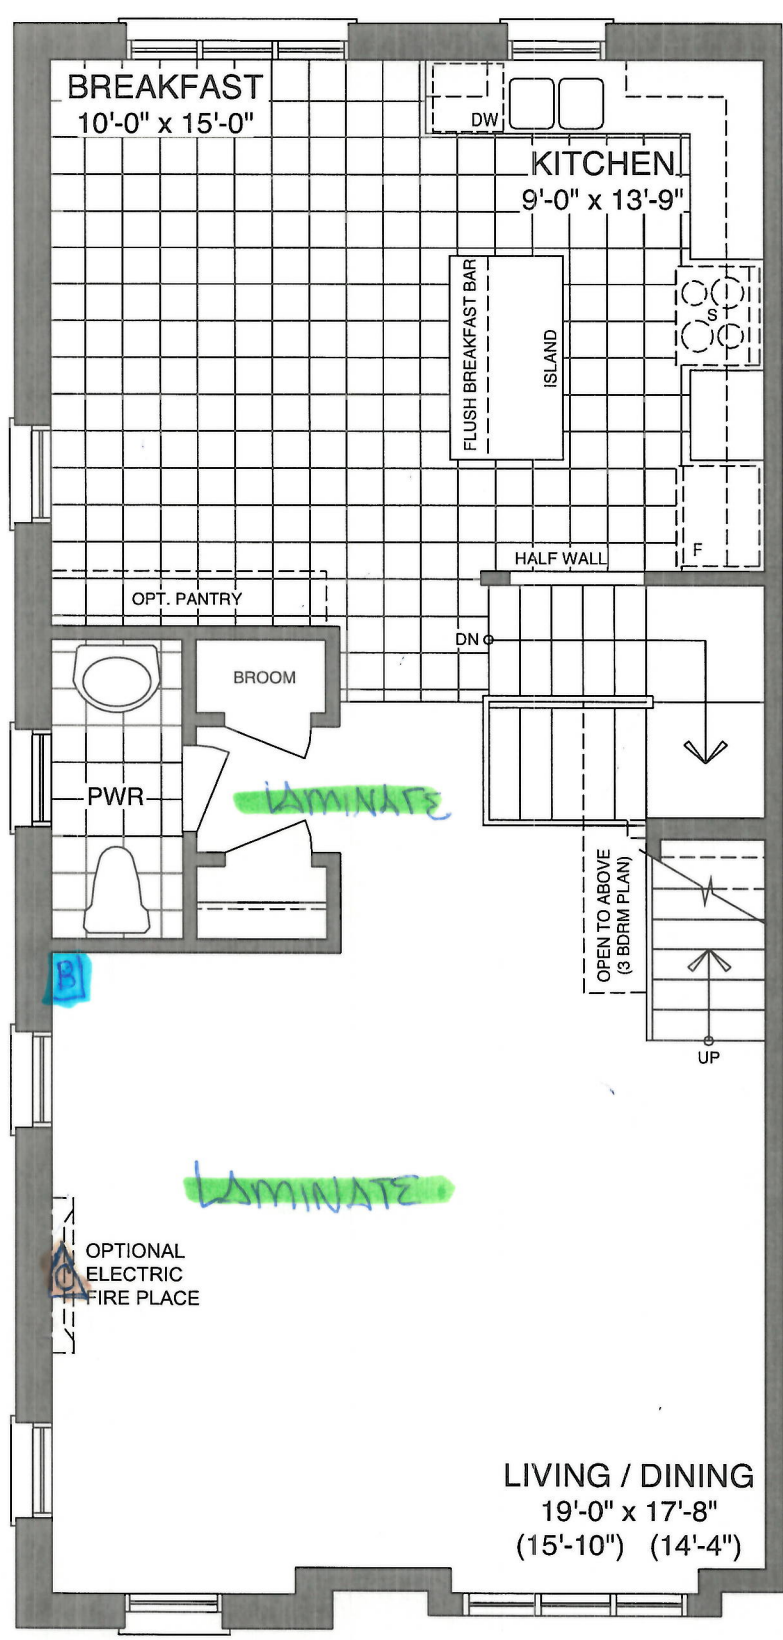 BREAKFAST
10'-0" x 15'-0"
DW
KITCHEN
9'-0" x 13'-9"
FLUSH BREAKFAST BAR
ISLAND
S
F
HALF WALL
OPT. PANTRY
DN
BROOM
PWR
LAMINATE
OPEN TO ABOVE
(3 BDRM PLAN)
B
UP
LAMINATE
OPTIONAL
C ELECTRIC
FIRE PLACE
LIVING / DINING
19'-0" x 17'-8"
(15'-10") (14'-4")